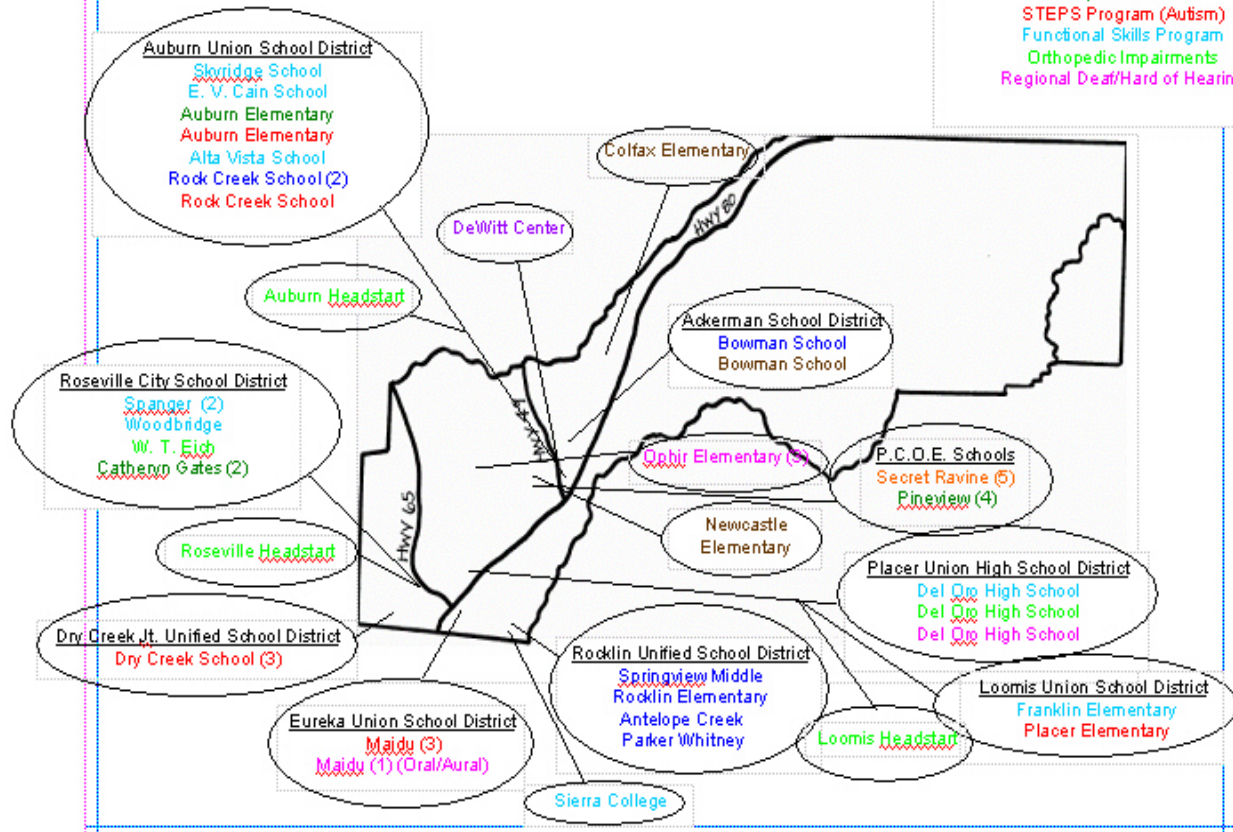 STEPS Program (Autism)
Functional Skills Program
Orthopedic Impairments
Regional Deaf/Hard of Hearin
Auburn Union School District
Skyridge School
E. V. Cain School
Auburn Elementary
Auburn Elementary
Alta Vista School
Rock Creek School (2)
Rock Creek School
Colfax Elementary
HWY 80
DeWitt Center
Auburn Headstart
Ackerman School District
Bowman School
Bowman School
Roseville City School District
Spanger (2)
Woodbridge
W. T. Eich
Catheryn Gates (2)
HWY 49
Ophir Elementary (3)
P.C.O.E. Schools
Secret Ravine (5)
Pineview (4)
HWY 65
Newcastle
Elementary
Roseville Headstart
Placer Union High School District
Del Oro High School
Del Oro High School
Del Oro High School
Dry Creek Jt. Unified School District
Dry Creek School (3)
Rocklin Unified School District
Springview Middle
Rocklin Elementary
Antelope Creek
Parker Whitney
Loomis Union School District
Franklin Elementary
Placer Elementary
Eureka Union School District
Maidu (3)
Maidu (1) (Oral/Aural)
Loomis Headstart
Sierra College